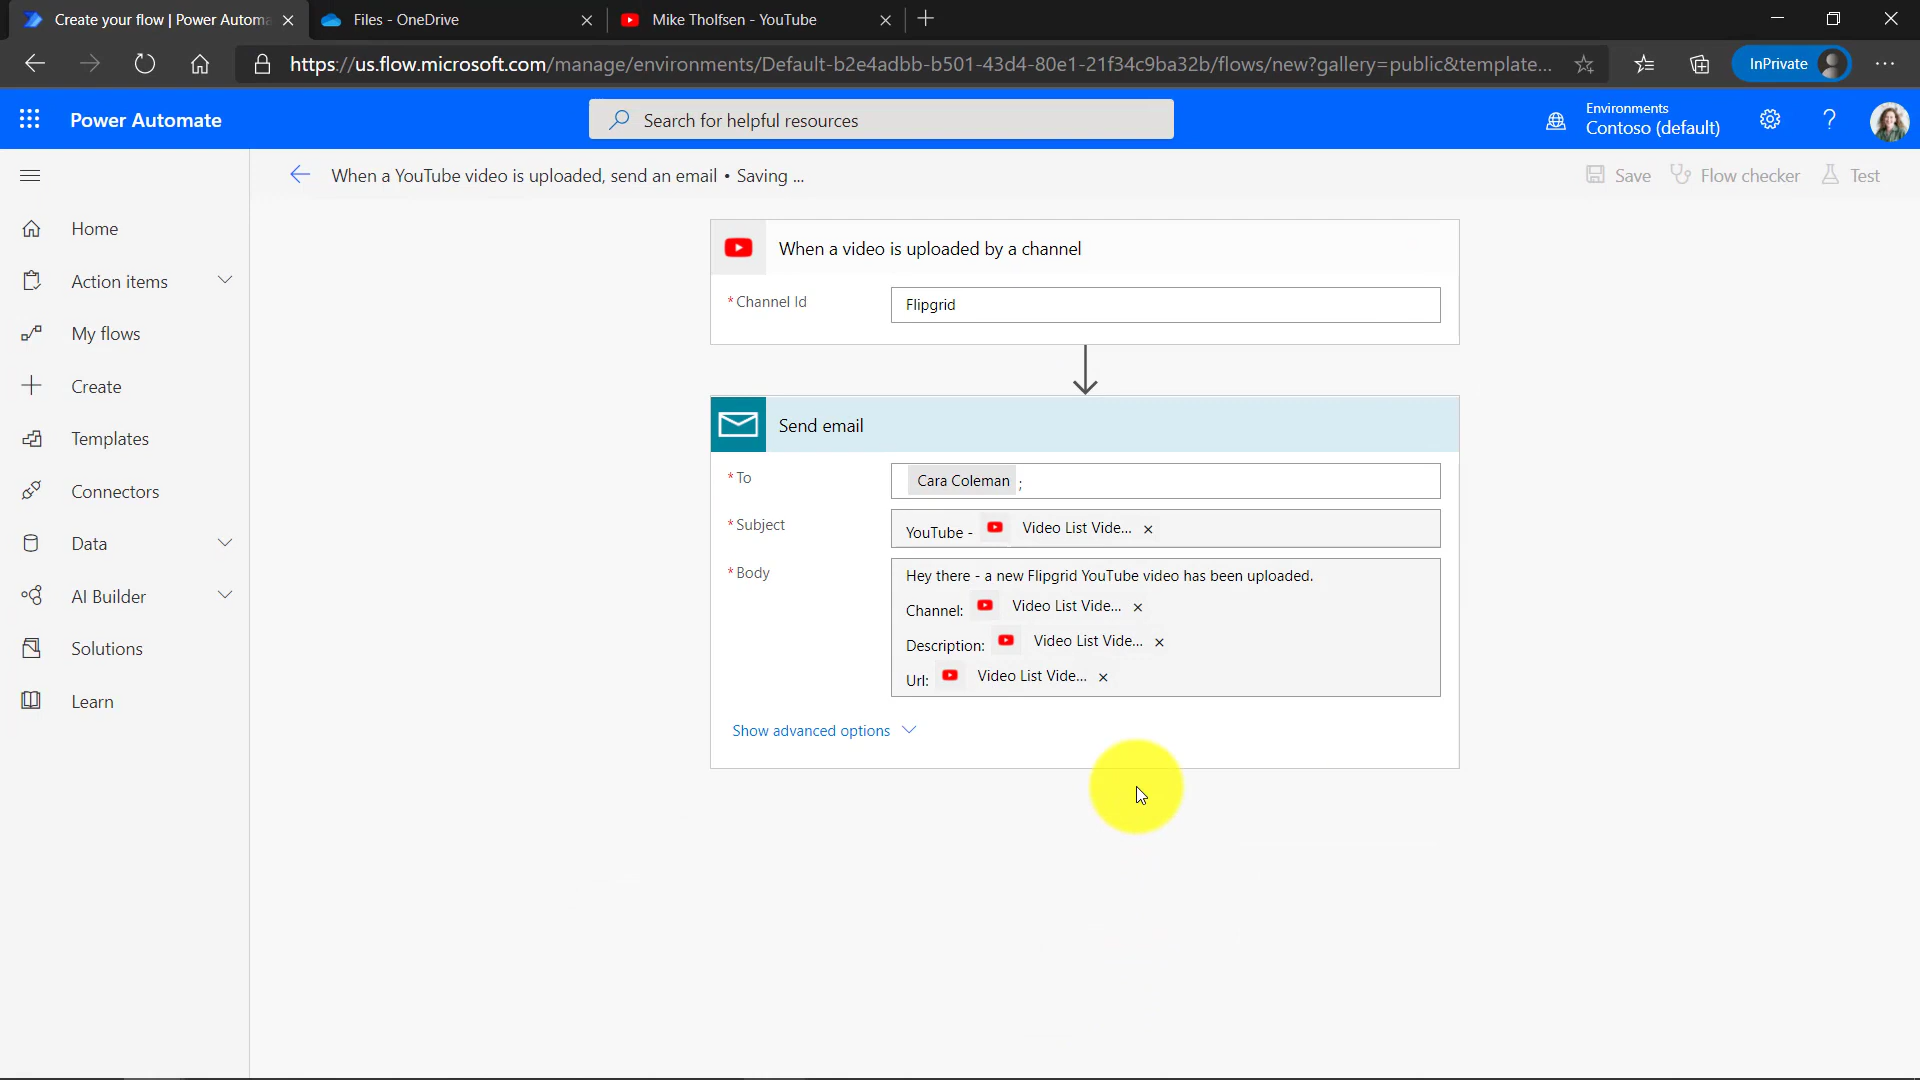 Create your flow | Power Automa
Files - OneDrive
Mike Tholfsen - YouTube
https://us.flow.microsoft.com/manage/environments/Default-b2e4adbb-b501-43d4-80e1-21f34c9ba32b/flows/new?gallery=public&template...
InPrivate
Power Automate
Search for helpful resources
Environments
Contoso (default)
When a YouTube video is uploaded, send an email • Saving ...
Save
Flow checker
Test
Home
Action items
My flows
Create
Templates
Connectors
Data
AI Builder
Solutions
Learn
When a video is uploaded by a channel
*Channel Id
Flipgrid
Send email
*To
Cara Coleman ;
*Subject
YouTube - Video List Vide... ×
*Body
Hey there - a new Flipgrid YouTube video has been uploaded.
Channel: Video List Vide... ×
Description: Video List Vide... ×
Url: Video List Vide... ×
Show advanced options